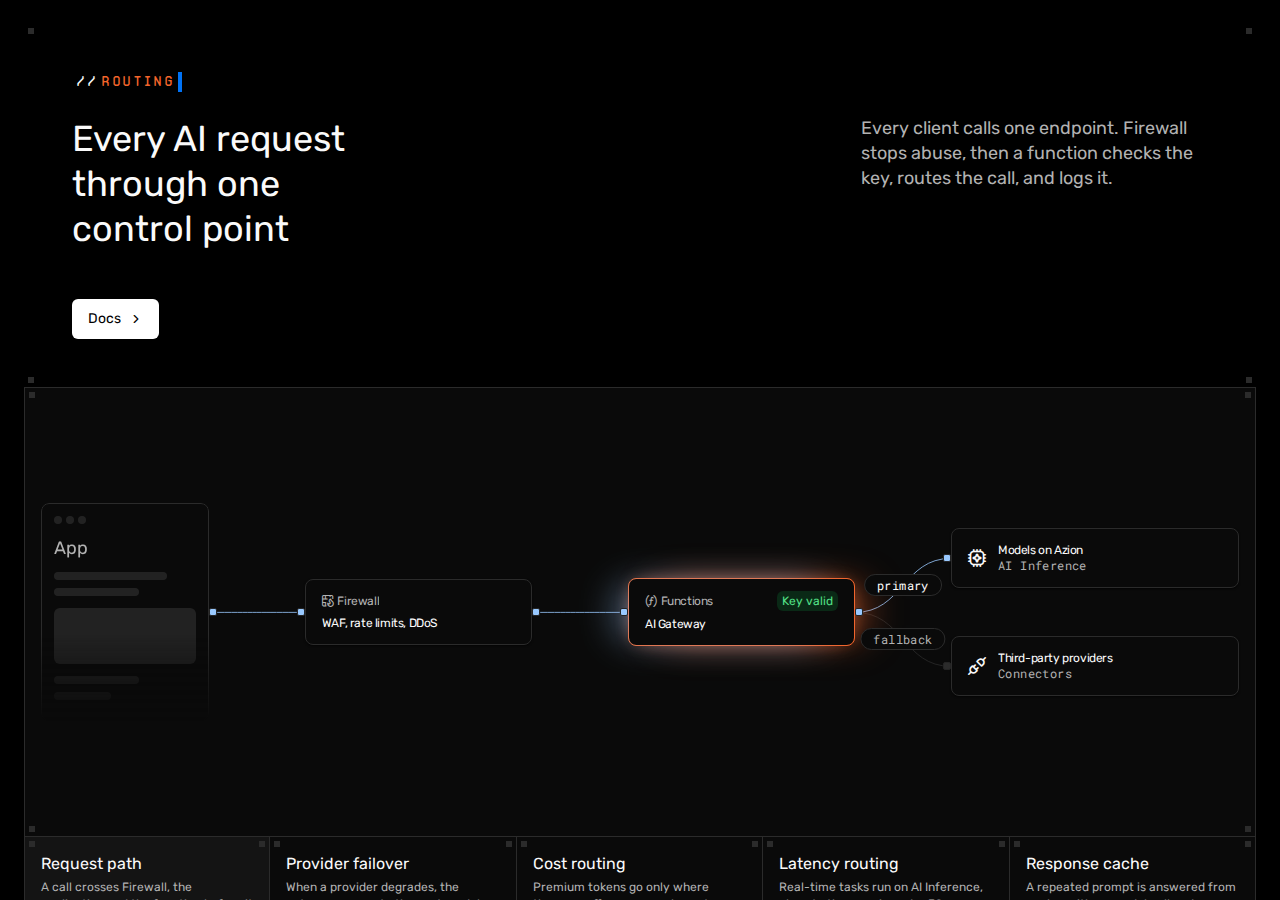 // ROUTING
Every AI request
through one
control point
Every client calls one endpoint. Firewall
stops abuse, then a function checks the
key, routes the call, and logs it.
Docs
App
Firewall
WAF, rate limits, DDoS
Functions
Key valid
AI Gateway
primary
fallback
Models on Azion
AI Inference
Third-party providers
Connectors
Request path
A call crosses Firewall, the
Provider failover
When a provider degrades, the
Cost routing
Premium tokens go only where
Latency routing
Real-time tasks run on AI Inference,
Response cache
A repeated prompt is answered from